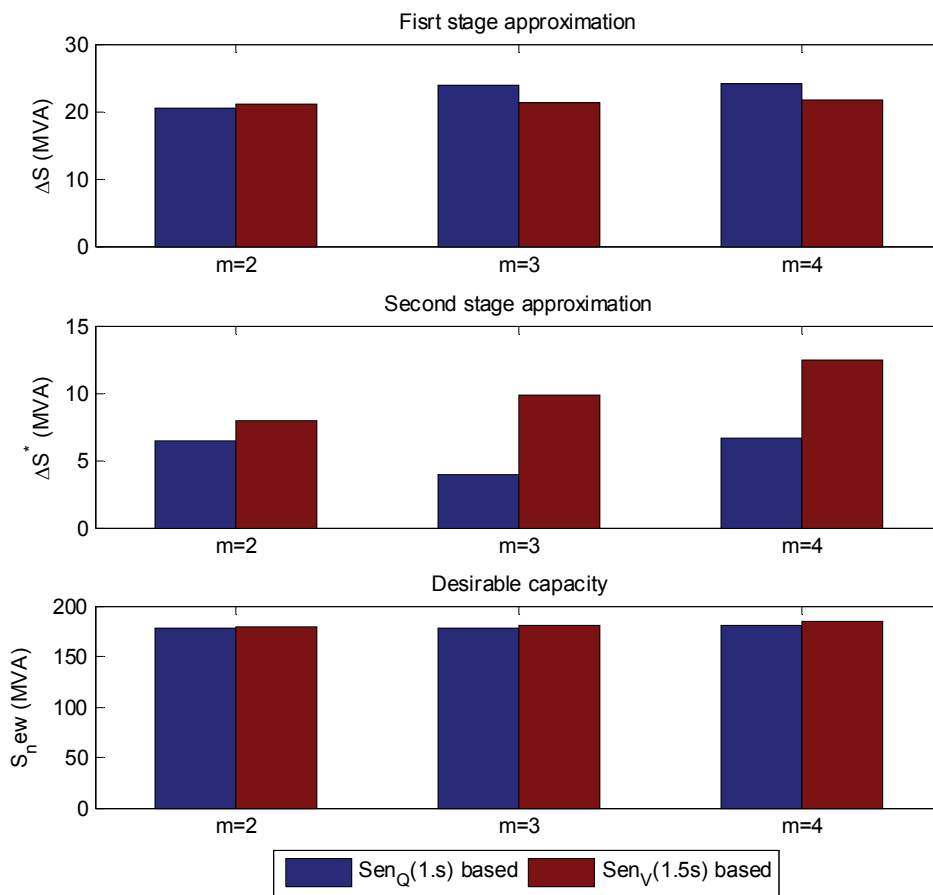 Fisrt stage approximation
30
20
10
0
ΔS (MVA)
m=2 m=3 m=4
Second stage approximation
15
10
5
0
ΔS* (MVA)
m=2 m=3 m=4
Desirable capacity
200
150
100
50
0
S_new (MVA)
m=2 m=3 m=4
Sen_Q(1.s) based Sen_V(1.5s) based